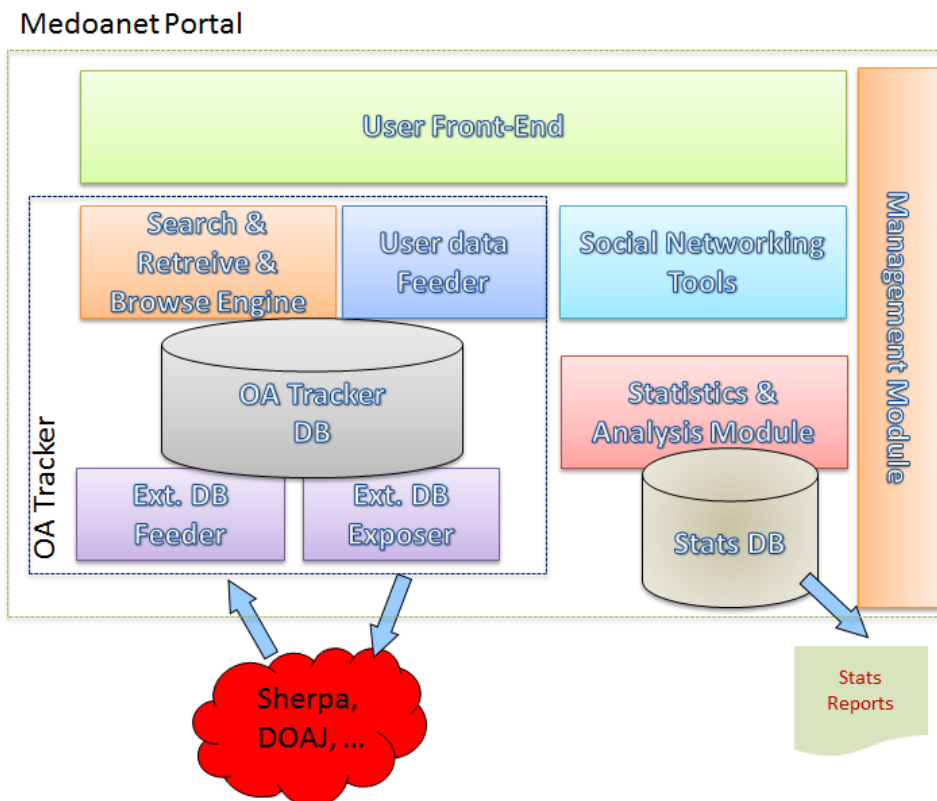 Medoanet Portal
User Front-End
Search &
Retreive &
Browse Engine
User data
Feeder
Social Networking
Tools
Management Module
OA Tracker
DB
Statistics &
Analysis Module
OA Tracker
Ext. DB
Feeder
Ext. DB
Exposer
Stats DB
Sherpa,
DOAJ, ...
Stats
Reports